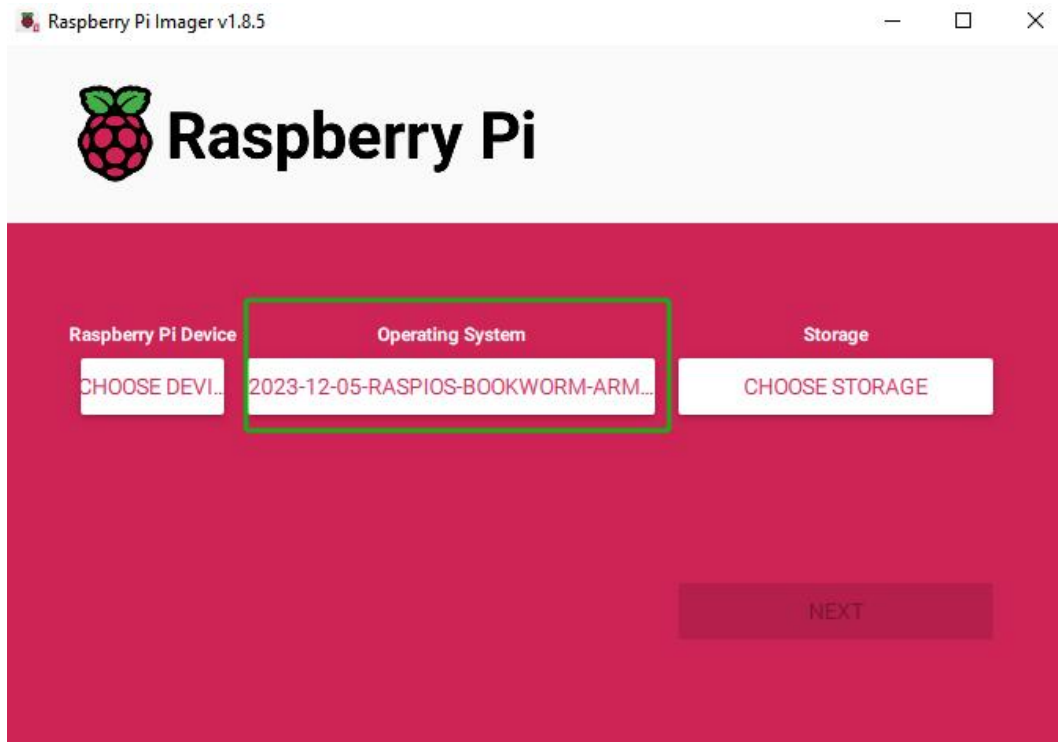 Raspberry Pi Imager v1.8.5
Raspberry Pi
Raspberry Pi Device
Operating System
Storage
CHOOSE DEVI...
2023-12-05-RASPIOS-BOOKWORM-ARM...
CHOOSE STORAGE
NEXT